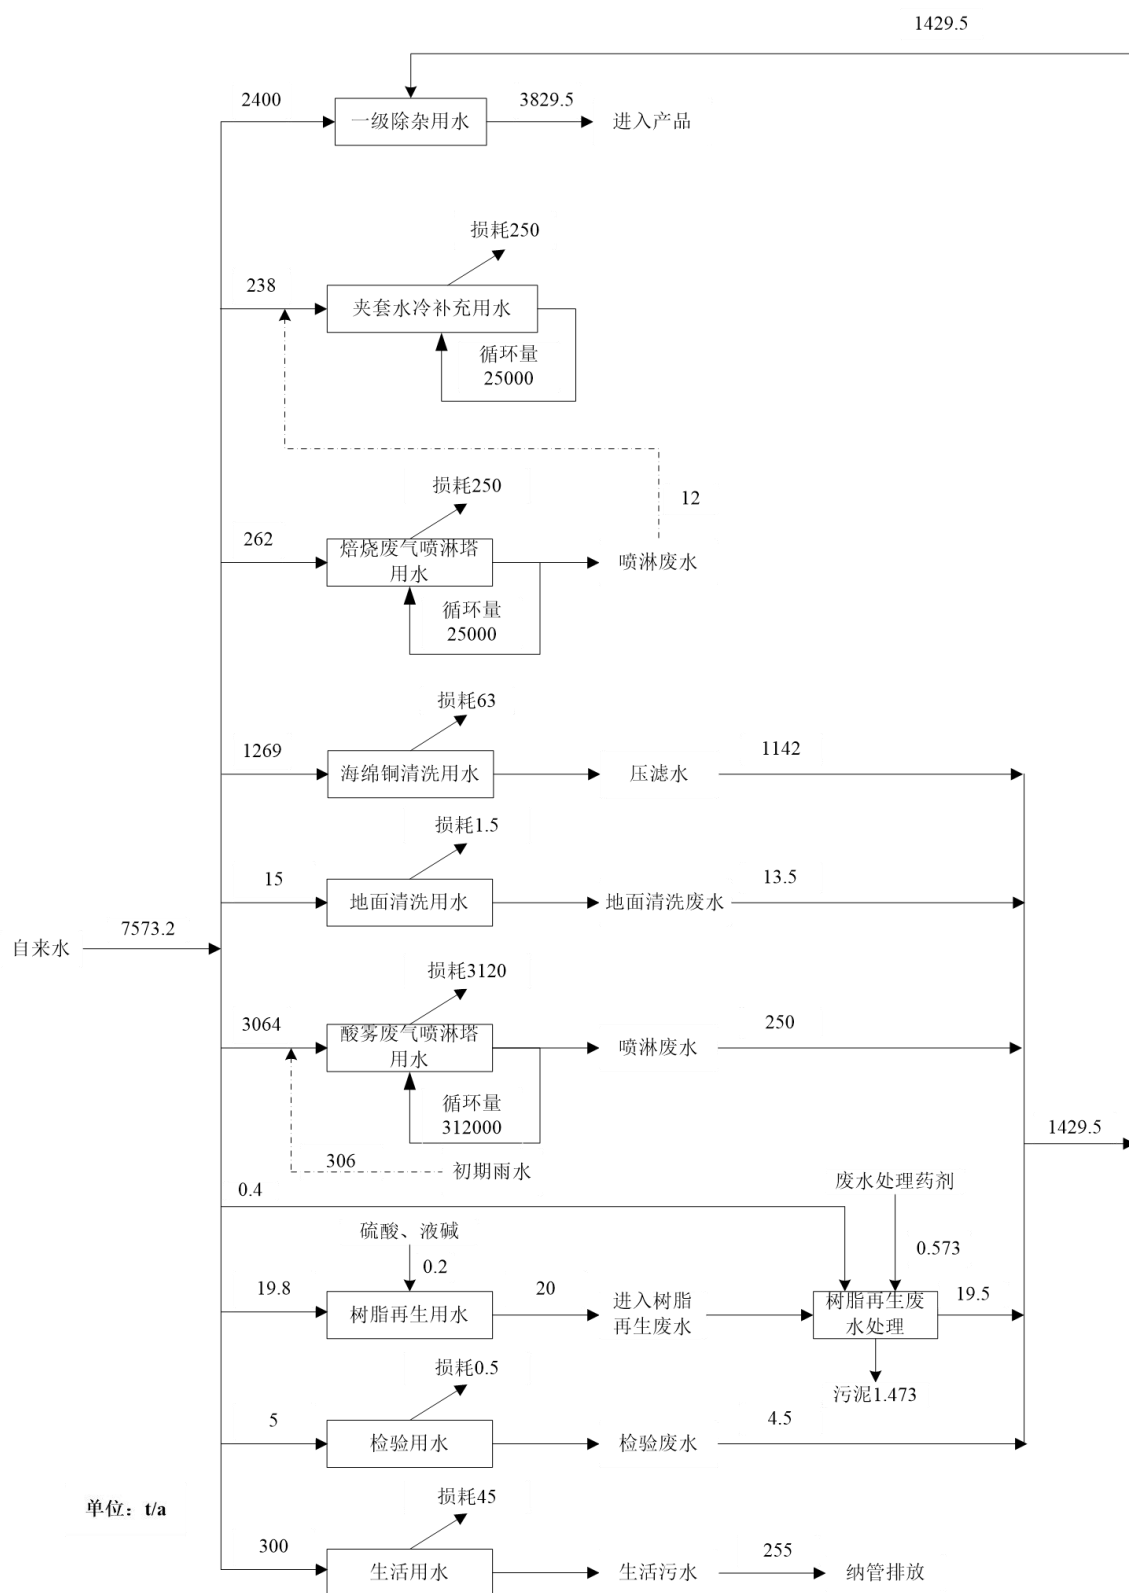 1429.5
2400
一级除杂用水
3829.5
进入产品
损耗250
238
夹套水冷补充用水
循环量
25000
损耗250
12
262
焙烧废气喷淋塔
用水
喷淋废水
循环量
25000
损耗63
1269
海绵铜清洗用水
压滤水
1142
损耗1.5
15
地面清洗用水
地面清洗废水
13.5
自来水
7573.2
损耗3120
3064
酸雾废气喷淋塔
用水
喷淋废水
250
循环量
312000
306
初期雨水
1429.5
0.4
废水处理药剂
硫酸、液碱
0.2
0.573
19.8
树脂再生用水
20
进入树脂
再生废水
树脂再生废
水处理
19.5
损耗0.5
污泥1.473
5
检验用水
检验废水
4.5
单位：t/a
损耗45
300
生活用水
生活污水
255
纳管排放